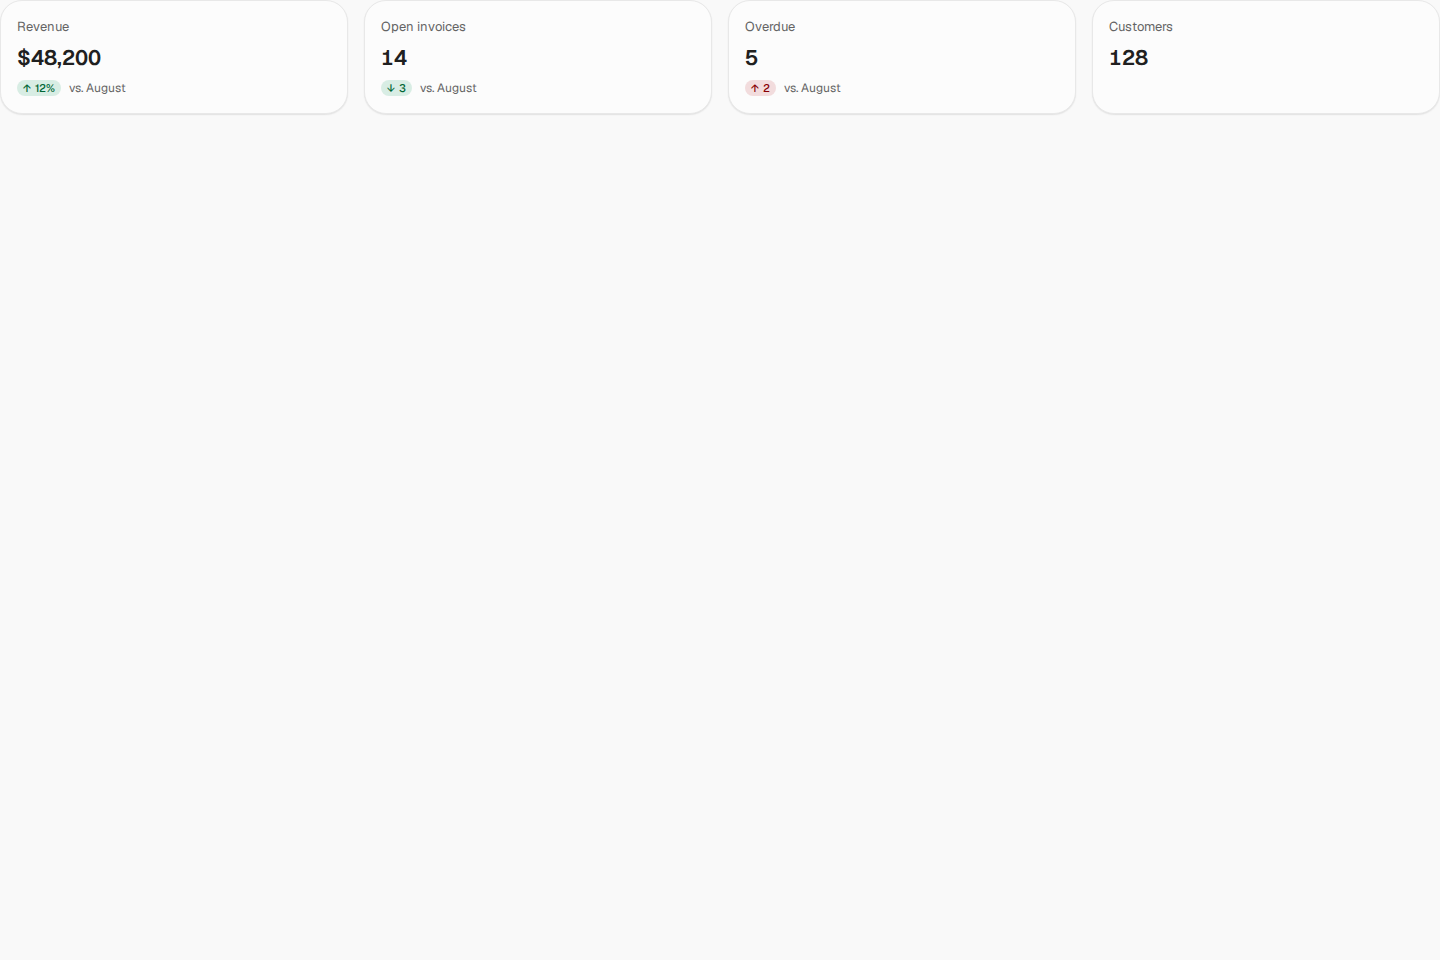 Revenue
$48,200
↑ 12% vs. August
Open invoices
14
↓ 3 vs. August
Overdue
5
↑ 2 vs. August
Customers
128